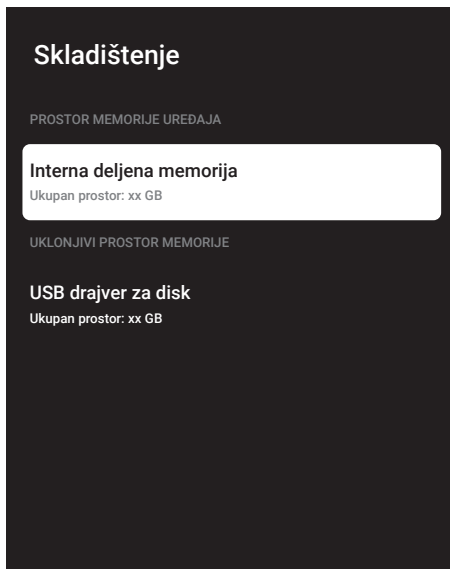 Skladištenje
PROSTOR MEMORIJE UREĐAJA
Interna deljena memorija
Ukupan prostor: xx GB
UKLONJIVI PROSTOR MEMORIJE
USB drajver za disk
Ukupan prostor: xx GB